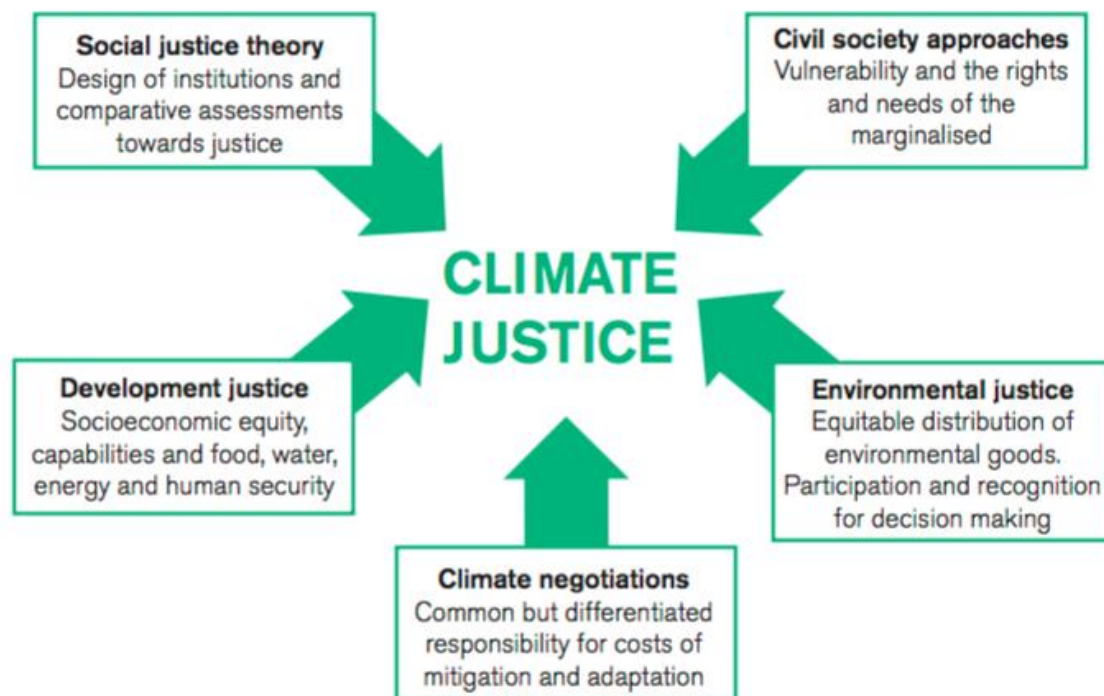 Social justice theory
Design of institutions and
comparative assessments
towards justice
Civil society approaches
Vulnerability and the rights
and needs of the
marginalised
CLIMATE
JUSTICE
Development justice
Socioeconomic equity,
capabilities and food, water,
energy and human security
Environmental justice
Equitable distribution of
environmental goods.
Participation and recognition
for decision making
Climate negotiations
Common but differentiated
responsibility for costs of
mitigation and adaptation